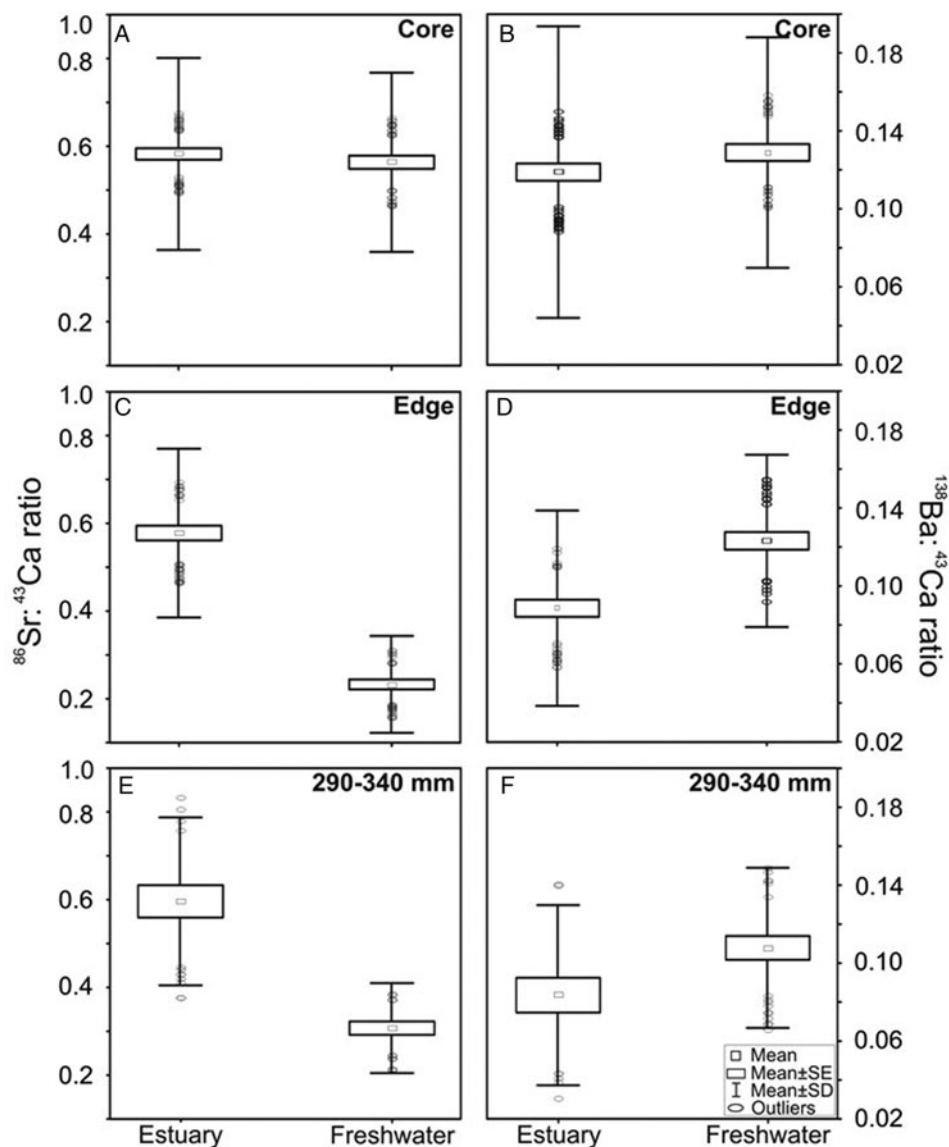 A
Core
1.0
0.8
0.6
0.4
0.2
B
Core
0.18
0.14
0.10
0.06
0.02
C
Edge
1.0
0.8
0.6
0.4
0.2
D
Edge
0.18
0.14
0.10
0.06
0.02
⁸⁶Sr: ⁴³Ca ratio
¹³⁸Ba: ⁴³Ca ratio
E
290-340 mm
1.0
0.8
0.6
0.4
0.2
Estuary
Freshwater
F
290-340 mm
0.18
0.14
0.10
0.06
0.02
Mean
Mean±SE
Mean±SD
Outliers
Estuary
Freshwater